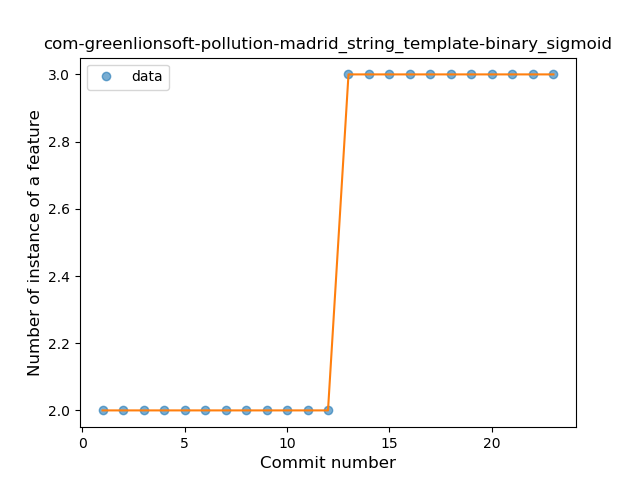 com-greenlionsoft-pollution-madrid_string_template-binary_sigmoid
data
Number of instance of a feature
3.0
2.8
2.6
2.4
2.2
2.0
0 5 10 15 20
Commit number